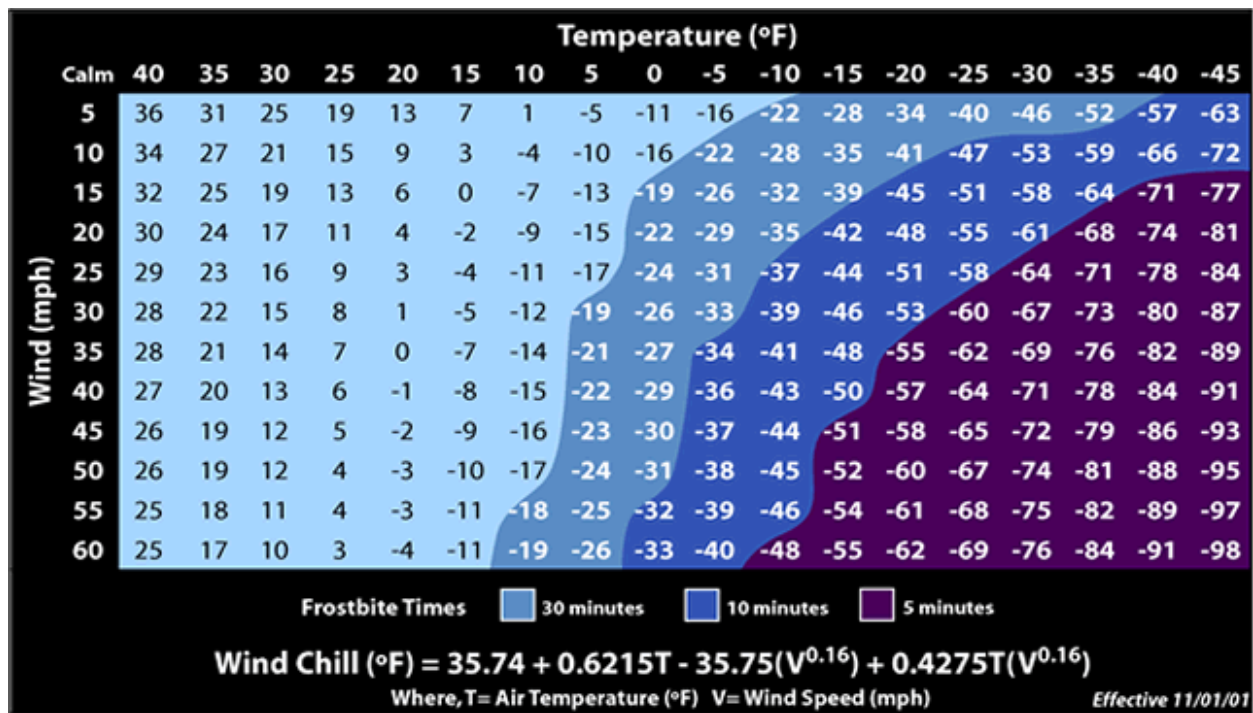 Temperature (ºF)
Calm 40 35 30 25 20 15 10 5 0 -5 -10 -15 -20 -25 -30 -35 -40 -45
5 36 31 25 19 13 7 1 -5 -11 -16 -22 -28 -34 -40 -46 -52 -57 -63
10 34 27 21 15 9 3 -4 -10 -16 -22 -28 -35 -41 -47 -53 -59 -66 -72
15 32 25 19 13 6 0 -7 -13 -19 -26 -32 -39 -45 -51 -58 -64 -71 -77
20 30 24 17 11 4 -2 -9 -15 -22 -29 -35 -42 -48 -55 -61 -68 -74 -81
25 29 23 16 9 3 -4 -11 -17 -24 -31 -37 -44 -51 -58 -64 -71 -78 -84
30 28 22 15 8 1 -5 -12 -19 -26 -33 -39 -46 -53 -60 -67 -73 -80 -87
35 28 21 14 7 0 -7 -14 -21 -27 -34 -41 -48 -55 -62 -69 -76 -82 -89
40 27 20 13 6 -1 -8 -15 -22 -29 -36 -43 -50 -57 -64 -71 -78 -84 -91
45 26 19 12 5 -2 -9 -16 -23 -30 -37 -44 -51 -58 -65 -72 -79 -86 -93
50 26 19 12 4 -3 -10 -17 -24 -31 -38 -45 -52 -60 -67 -74 -81 -88 -95
55 25 18 11 4 -3 -11 -18 -25 -32 -39 -46 -54 -61 -68 -75 -82 -89 -97
60 25 17 10 3 -4 -11 -19 -26 -33 -40 -48 -55 -62 -69 -76 -84 -91 -98
Wind (mph)
Frostbite Times 30 minutes 10 minutes 5 minutes
Wind Chill (ºF) = 35.74 + 0.6215T - 35.75(V^0.16) + 0.4275T(V^0.16)
Where, T= Air Temperature (ºF) V= Wind Speed (mph) Effective 11/01/01